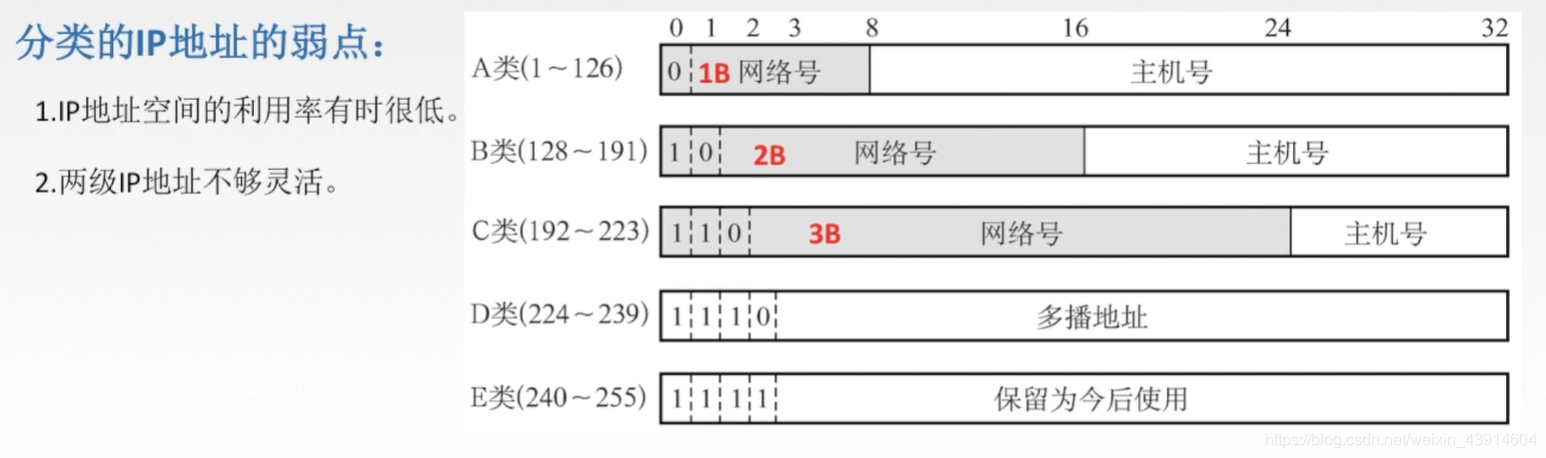 分类的IP地址的弱点：
1.IP地址空间的利用率有时很低。
2.两级IP地址不够灵活。
0 1 2 3 8 16 24 32
A类(1～126) 0 1B 网络号 主机号
B类(128～191) 1 0 2B 网络号 主机号
C类(192～223) 1 1 0 3B 网络号 主机号
D类(224～239) 1 1 1 0 多播地址
E类(240～255) 1 1 1 1 保留为今后使用
https://blog.csdn.net/weixin_43914604